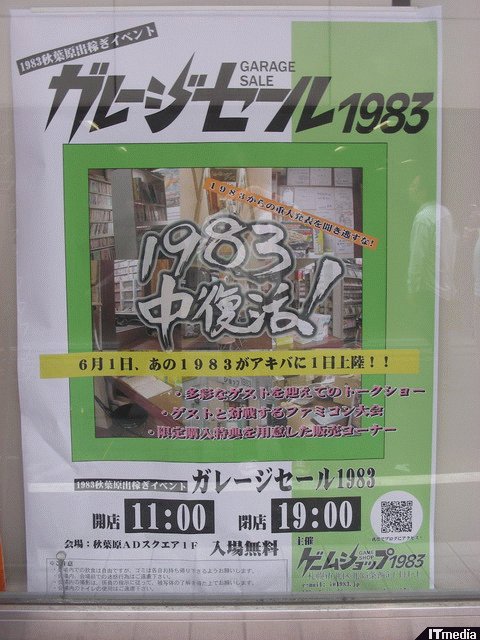 1983秋葉原出稼ぎイベント
ガレージセール1983
GARAGE
SALE
1983からの重大発表を聞き逃すな!
1983
中復活!
6月1日、あの1983がアキバに1日上陸!!
・多彩なゲストを迎えてのトークショー
・ゲストと対戦するファミコン大会
・限定購入特典を用意した販売コーナー
1983秋葉原出稼ぎイベント ガレージセール1983
開店 11:00 閉店 19:00
会場:秋葉原ADスクエア1F 入場無料
主催
ゲームショップ1983
GAME
SHOP
ITmedia